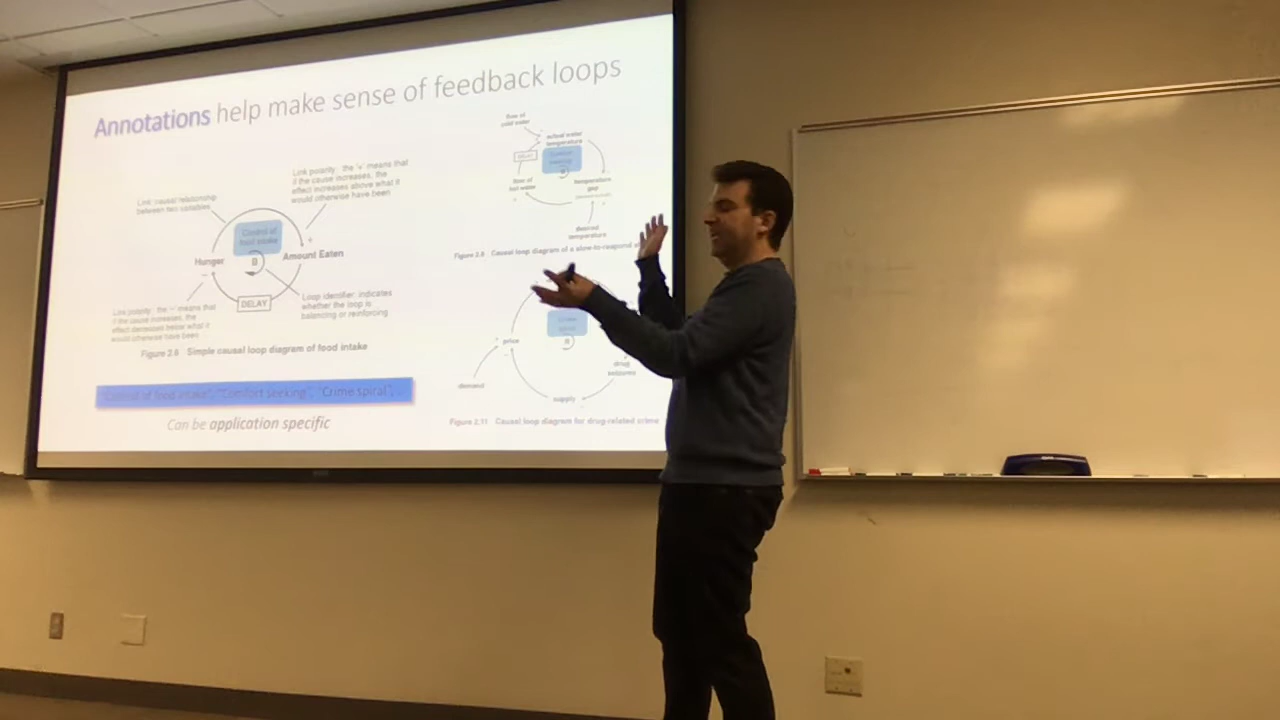 Annotations help make sense of feedback loops
Link: causal relationship
between two variables
Link polarity: the '+' means that
if the cause increases, the
effect increases above what it
would otherwise have been
Control of
food intake
Hunger
B
+
Amount Eaten
DELAY
Link polarity: the '-' means that
if the cause increases, the
effect decreases below what it
would otherwise have been
Loop identifier: indicates
whether the loop is
balancing or reinforcing
Figure 2.6 Simple causal loop diagram of food intake
"Control of food intake", "Comfort seeking", "Crime spiral", …
Can be application specific
flow of
cold water
actual water
temperature
DELAY
Comfort
seeking
flow of
hot water
temperature
gap
desired
temperature
Figure 2.9 Causal loop diagram of a slow-to-respond
price
demand
drug
seizures
supply
Figure 2.11 Causal loop diagram for drug-related crime